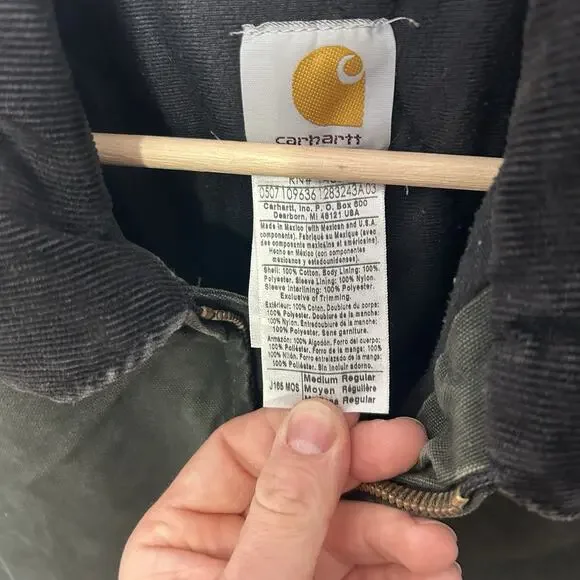 carhartt
RN#
0507109636 1283243A03
Carhartt, Inc. P. O. Box 600
Dearborn, MI 48121 USA
Made in Mexico (with Mexican and U.S.A.
components). Fabriqué au Mexique (avec
des composants mexicains et américains).
Hecho en México (con componentes
mexicanos y estadounidenses).
Shell: 100% Cotton. Body Lining: 100%
Polyester. Sleeve Lining: 100% Nylon.
Sleeve Interlining: 100% Polyester.
Exclusive of Trimming.
Extérieur: 100% Coton. Doublure du corps:
100% Polyester. Doublure de la manche:
100% Nylon. Entredoublure de la manche:
100% Polyester. Sans garniture.
Armazón: 100% Algodón. Forro del cuerpo:
100% Poliéster. Forro de la manga: 100%
Nilón. Forro entrelazado de la manga:
100% Poliéster. Sin incluir adorno.
J165 MOS
Medium Regular
Moyen Régulière
Regular